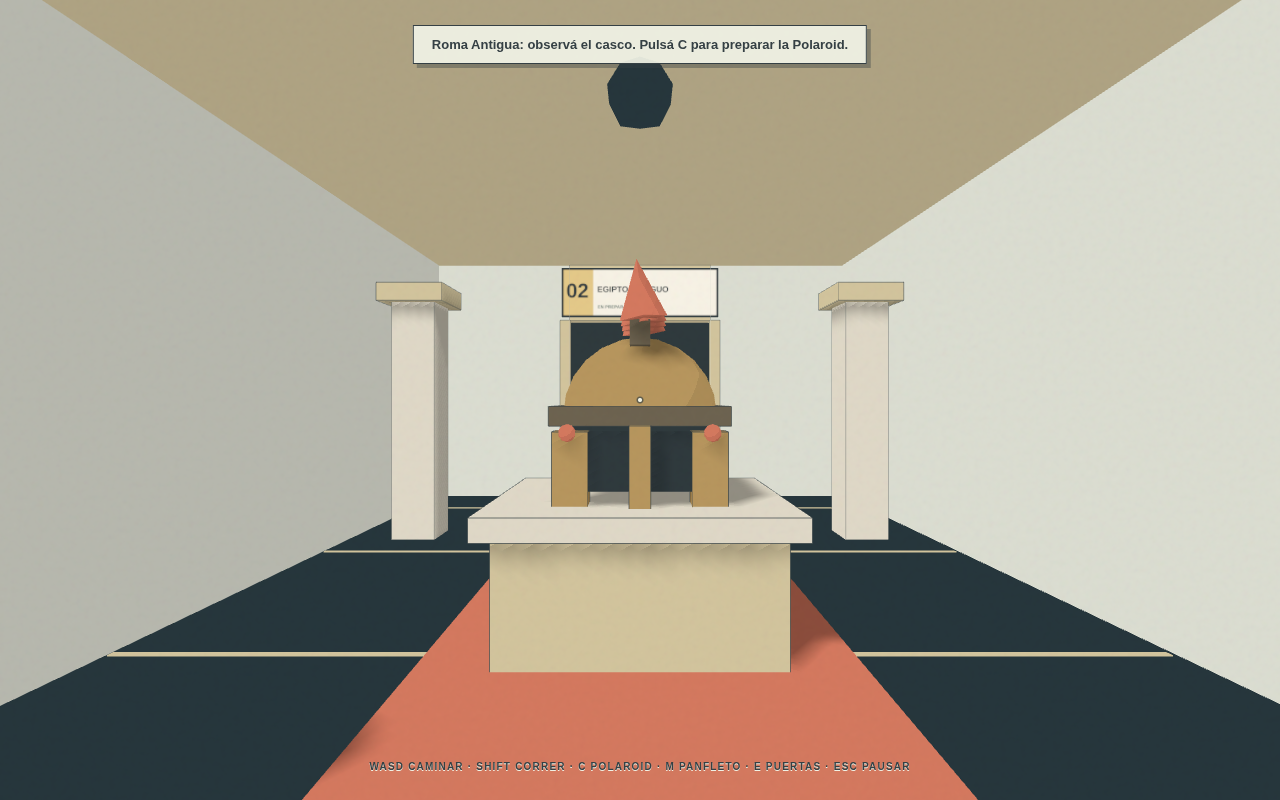 Roma Antigua: observá el casco. Pulsá C para preparar la Polaroid.
02
EGIPTO
WASD CAMINAR · SHIFT CORRER · C POLAROID · M PANFLETO · E PUERTAS · ESC PAUSAR